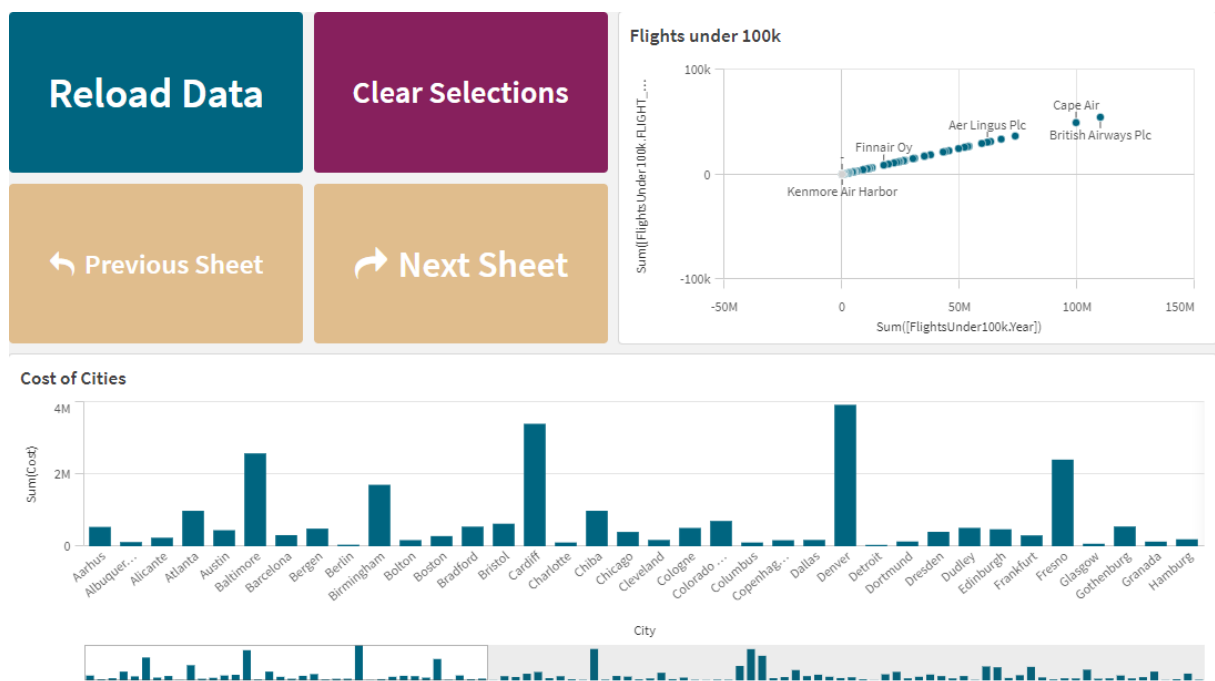 Reload Data
Clear Selections
Previous Sheet
Next Sheet
Flights under 100k
Sum([FlightsUnder100k.FLIGHT_...
100k
0
-100k
Cape Air
Aer Lingus Plc
British Airways Plc
Finnair Oy
Kenmore Air Harbor
-50M 0 50M 100M 150M
Sum([FlightsUnder100k.Year])
Cost of Cities
Sum(Cost)
4M
2M
0
Aarhus Albuquer... Alicante Atlanta Austin Baltimore Barcelona Bergen Berlin Birmingham Bolton Boston Bradford Bristol Cardiff Charlotte Chiba Chicago Cleveland Cologne Colorado ... Columbus Copenhag... Dallas Denver Detroit Dortmund Dresden Dudley Edinburgh Frankfurt Fresno Glasgow Gothenburg Granada Hamburg
City